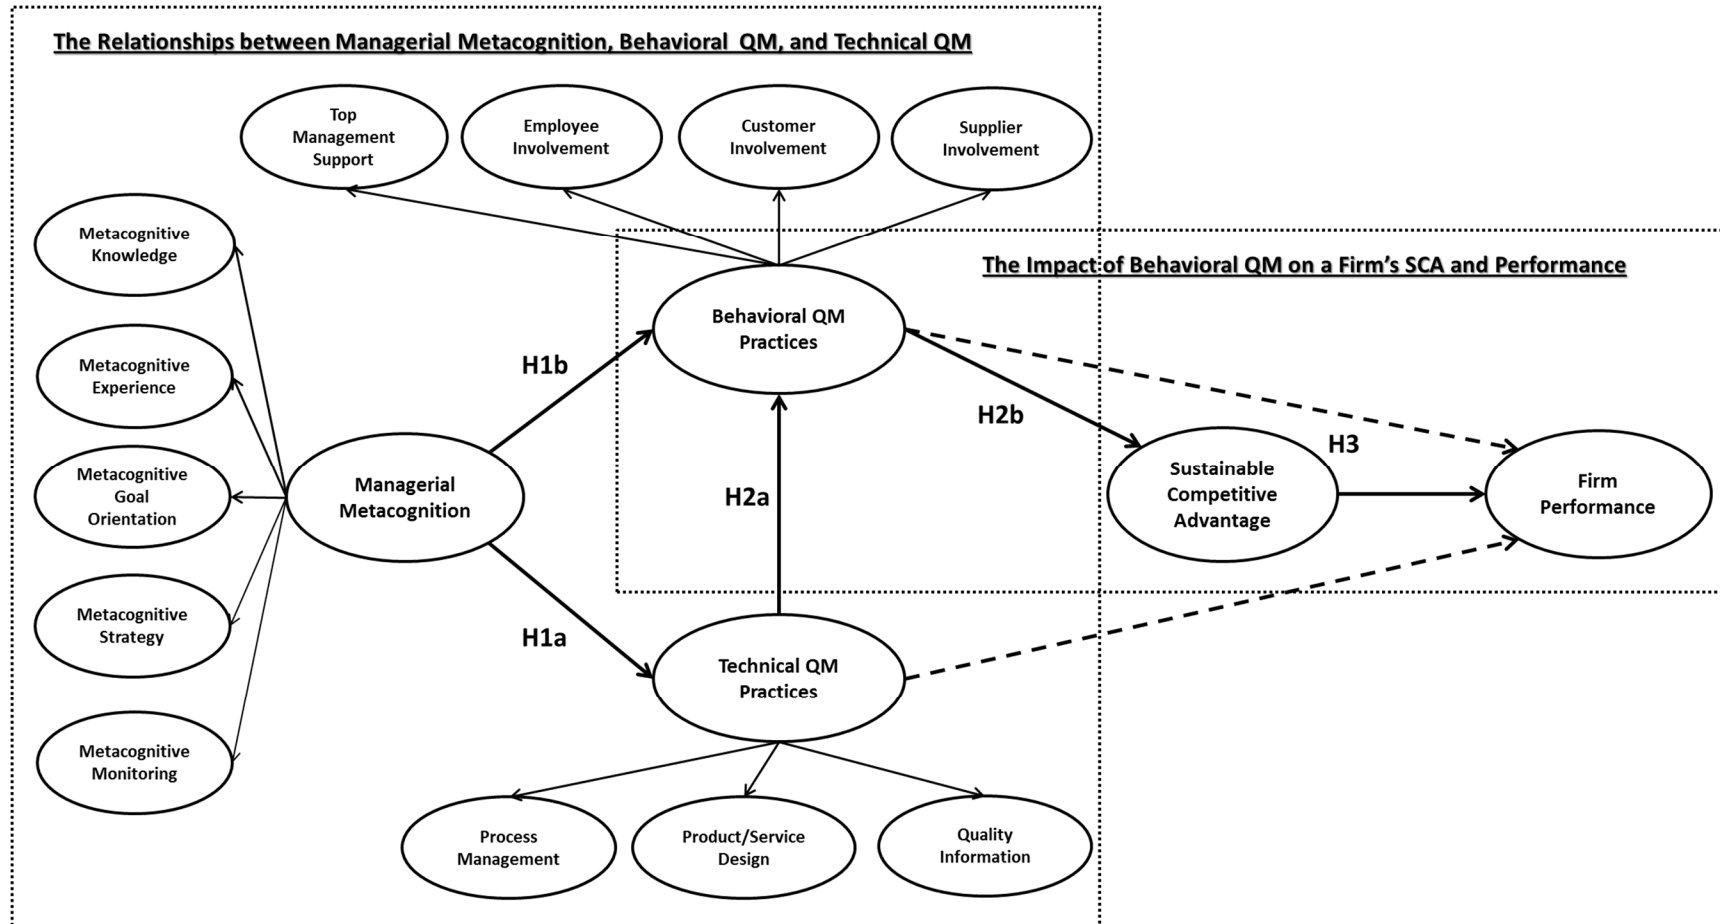 The Relationships between Managerial Metacognition, Behavioral QM, and Technical QM
Top
Management
Support
Employee
Involvement
Customer
Involvement
Supplier
Involvement
Metacognitive
Knowledge
Metacognitive
Experience
Metacognitive
Goal
Orientation
Metacognitive
Strategy
Metacognitive
Monitoring
Managerial
Metacognition
H1b
H1a
The Impact of Behavioral QM on a Firm's SCA and Performance
Behavioral QM
Practices
H2a
H2b
Technical QM
Practices
Sustainable
Competitive
Advantage
H3
Firm
Performance
Process
Management
Product/Service
Design
Quality
Information